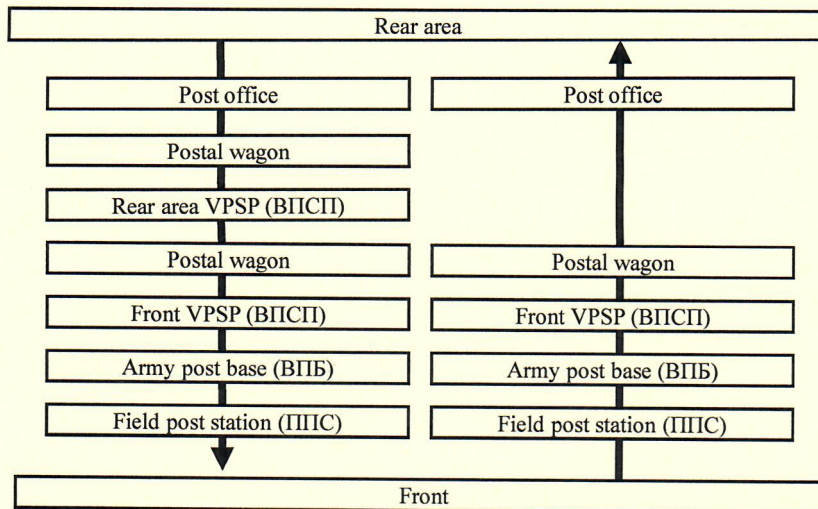 Rear area
Post office
Postal wagon
Rear area VPSP (ВПСП)
Postal wagon
Front VPSP (ВПСП)
Army post base (ВПБ)
Field post station (ППС)
Post office
Postal wagon
Front VPSP (ВПСП)
Army post base (ВПБ)
Field post station (ППС)
Front